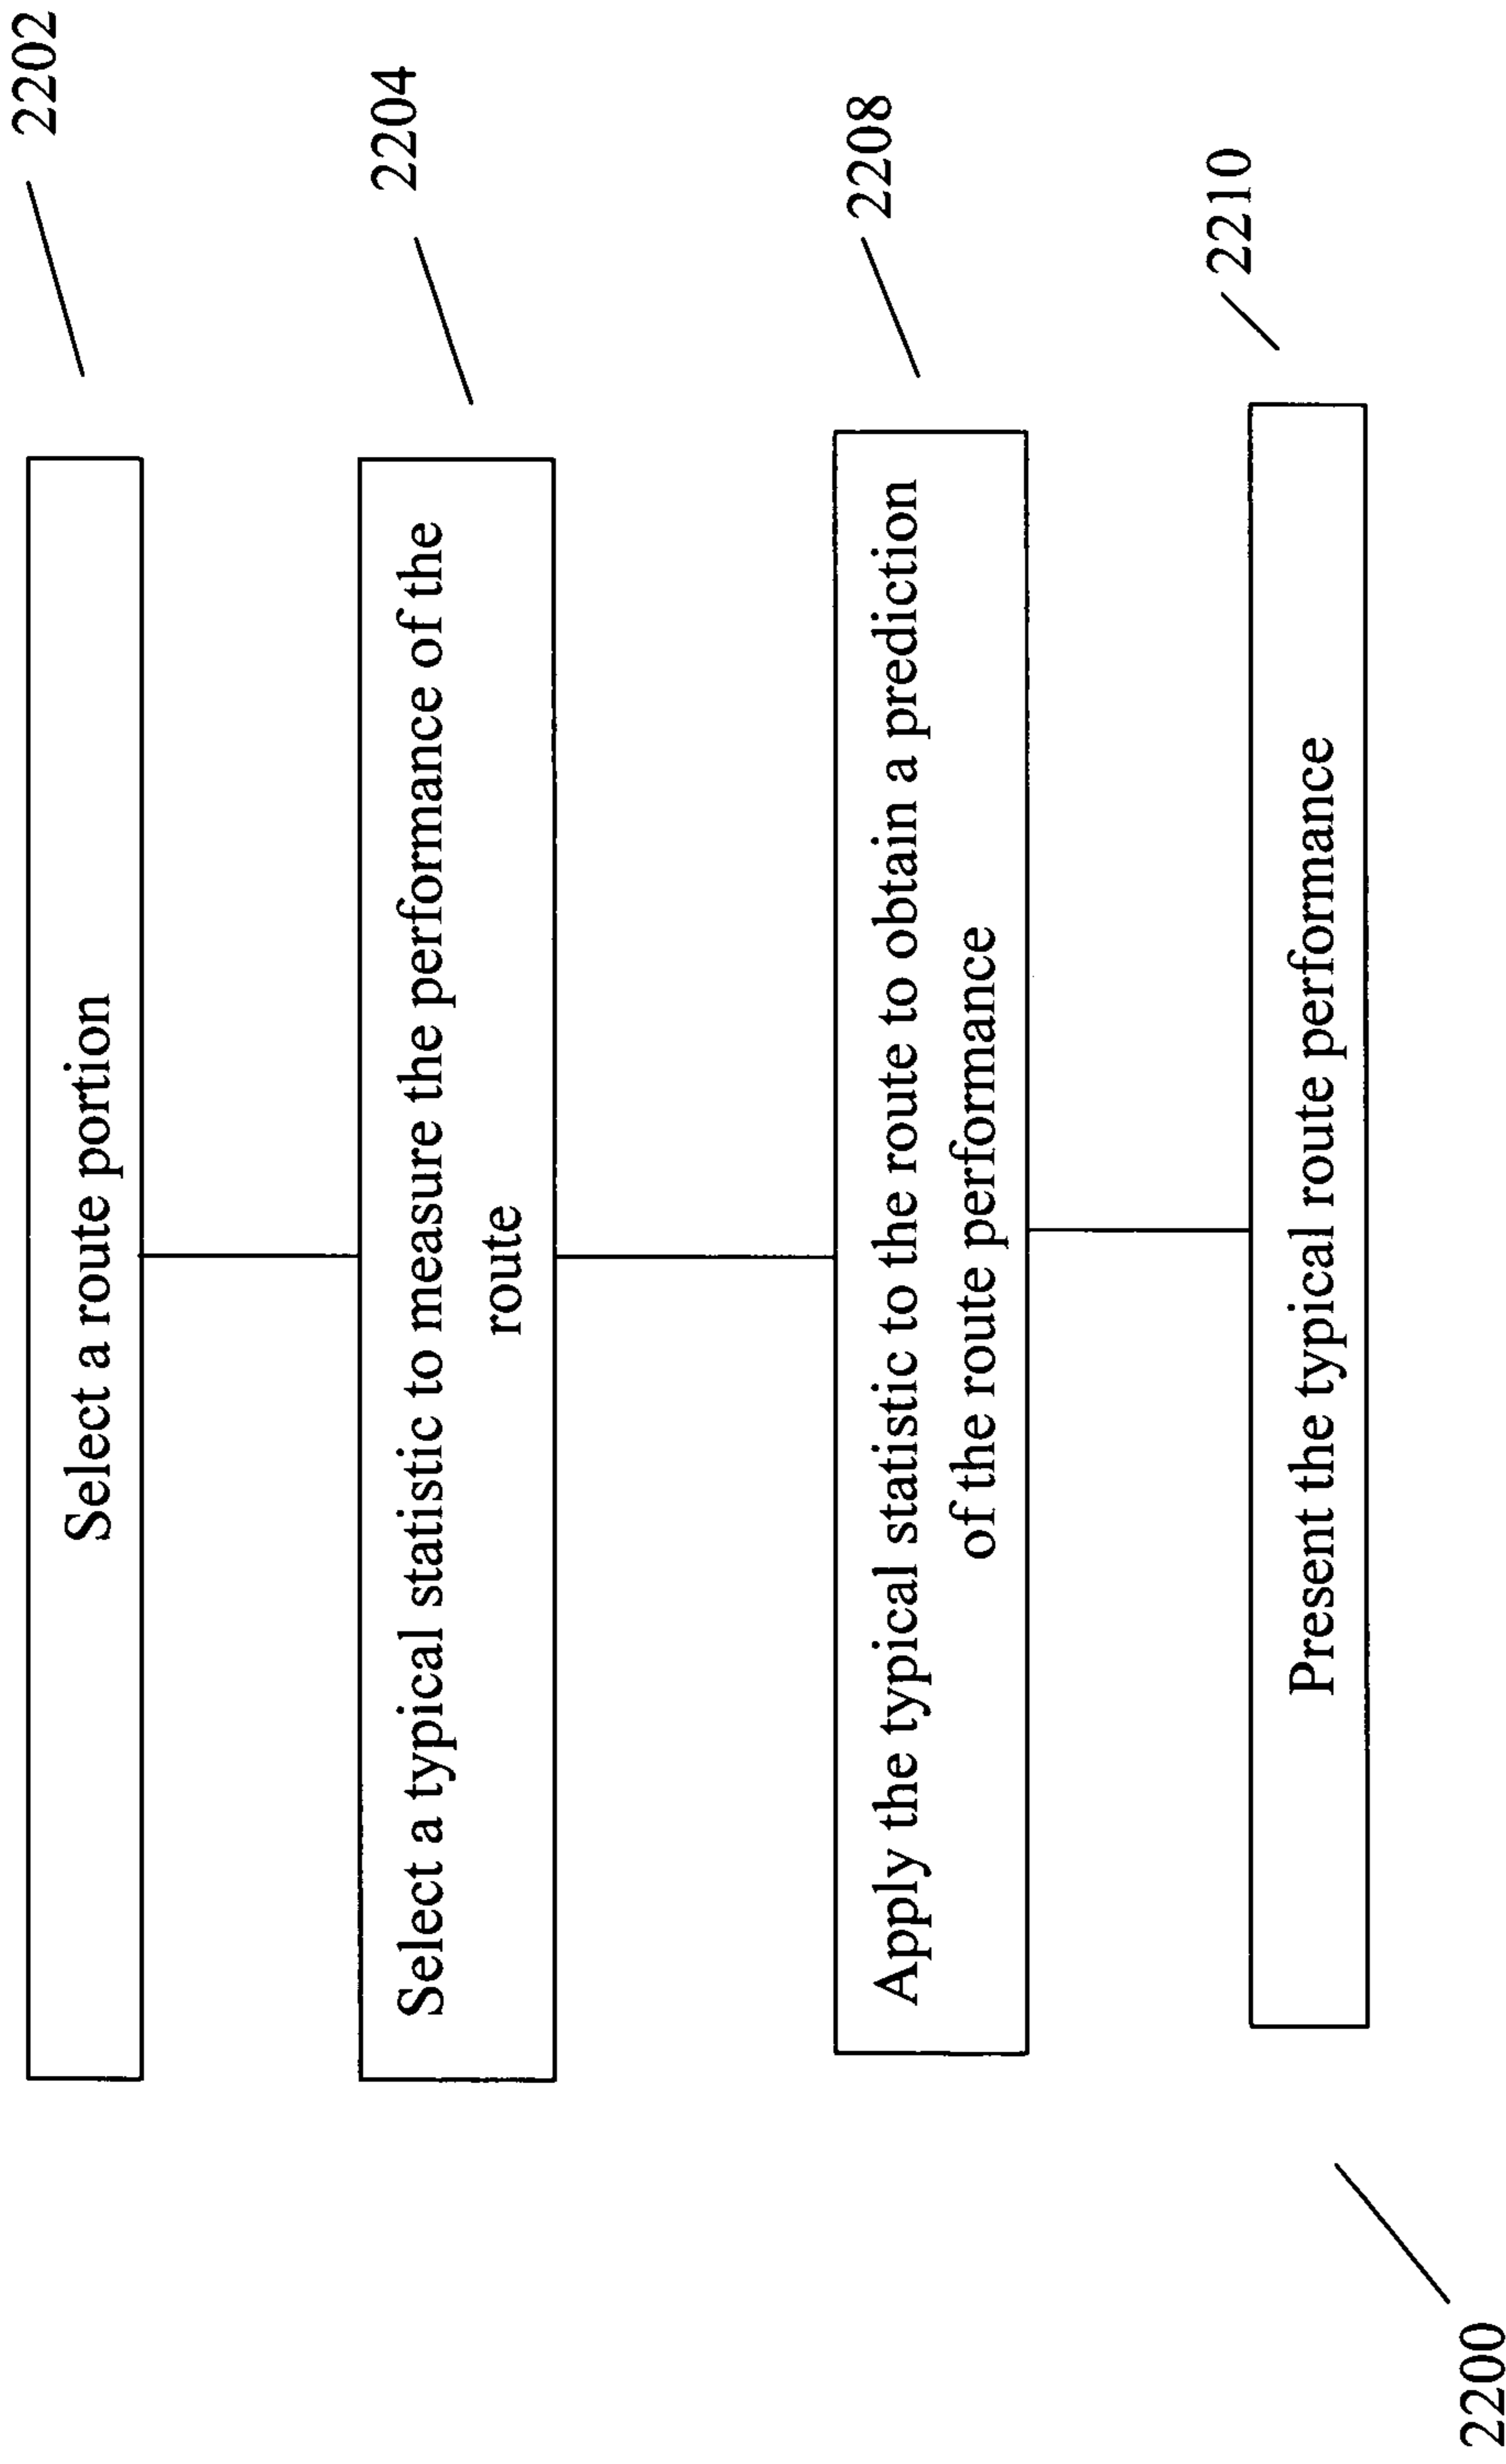 2202
Select a route portion
2204
Select a typical statistic to measure the performance of the
route
2208
Apply the typical statistic to the route to obtain a prediction
of the route performance
2210
Present the typical route performance
2200